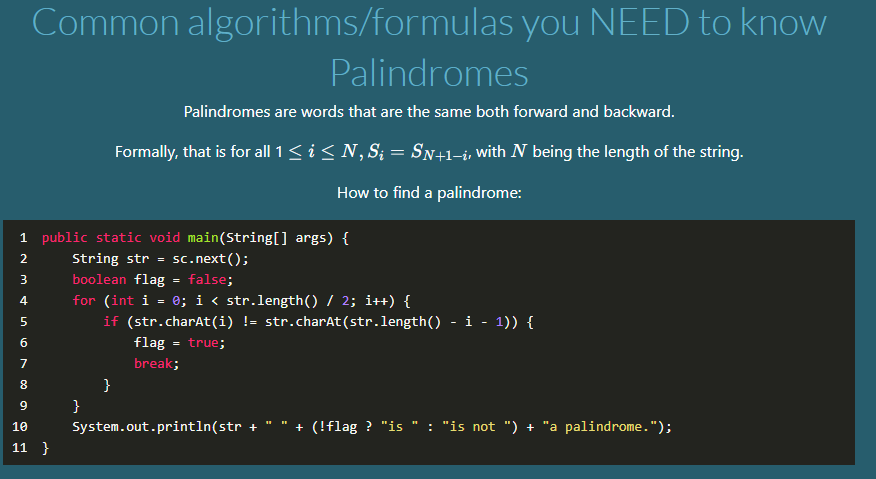 Common algorithms/formulas you NEED to know
Palindromes
Palindromes are words that are the same both forward and backward.
Formally, that is for all 1 ≤ i ≤ N, S_i = S_{N+1−i}, with N being the length of the string.
How to find a palindrome:
1 public static void main(String[] args) {
2     String str = sc.next();
3     boolean flag = false;
4     for (int i = 0; i < str.length() / 2; i++) {
5         if (str.charAt(i) != str.charAt(str.length() - i - 1)) {
6             flag = true;
7             break;
8         }
9     }
10     System.out.println(str + " " + (!flag ? "is " : "is not ") + "a palindrome.");
11 }